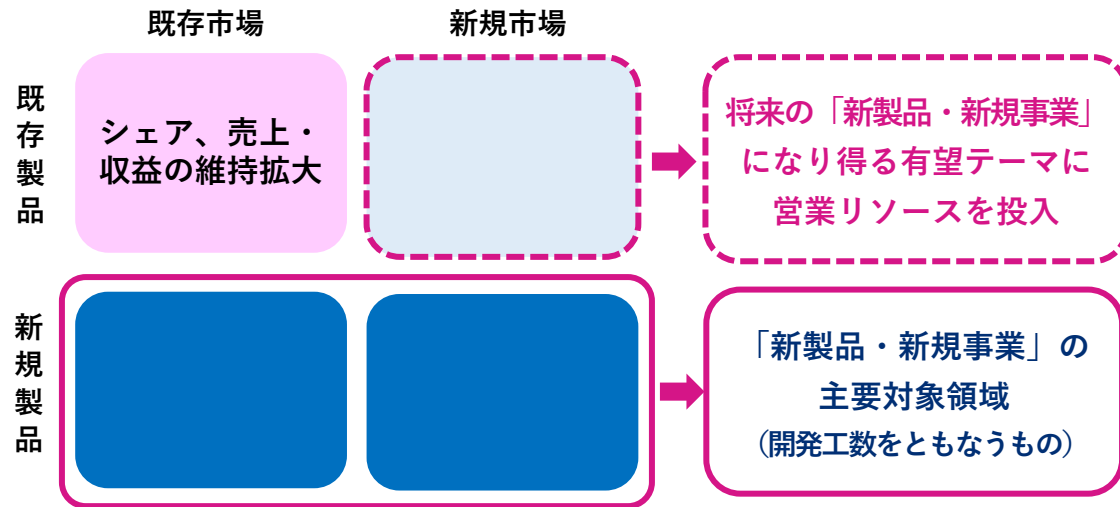 既存市場
新規市場
既存製品
シェア、売上・
収益の維持拡大
将来の「新製品・新規事業」
になり得る有望テーマに
営業リソースを投入
新規製品
「新製品・新規事業」の
主要対象領域
（開発工数をともなうもの）